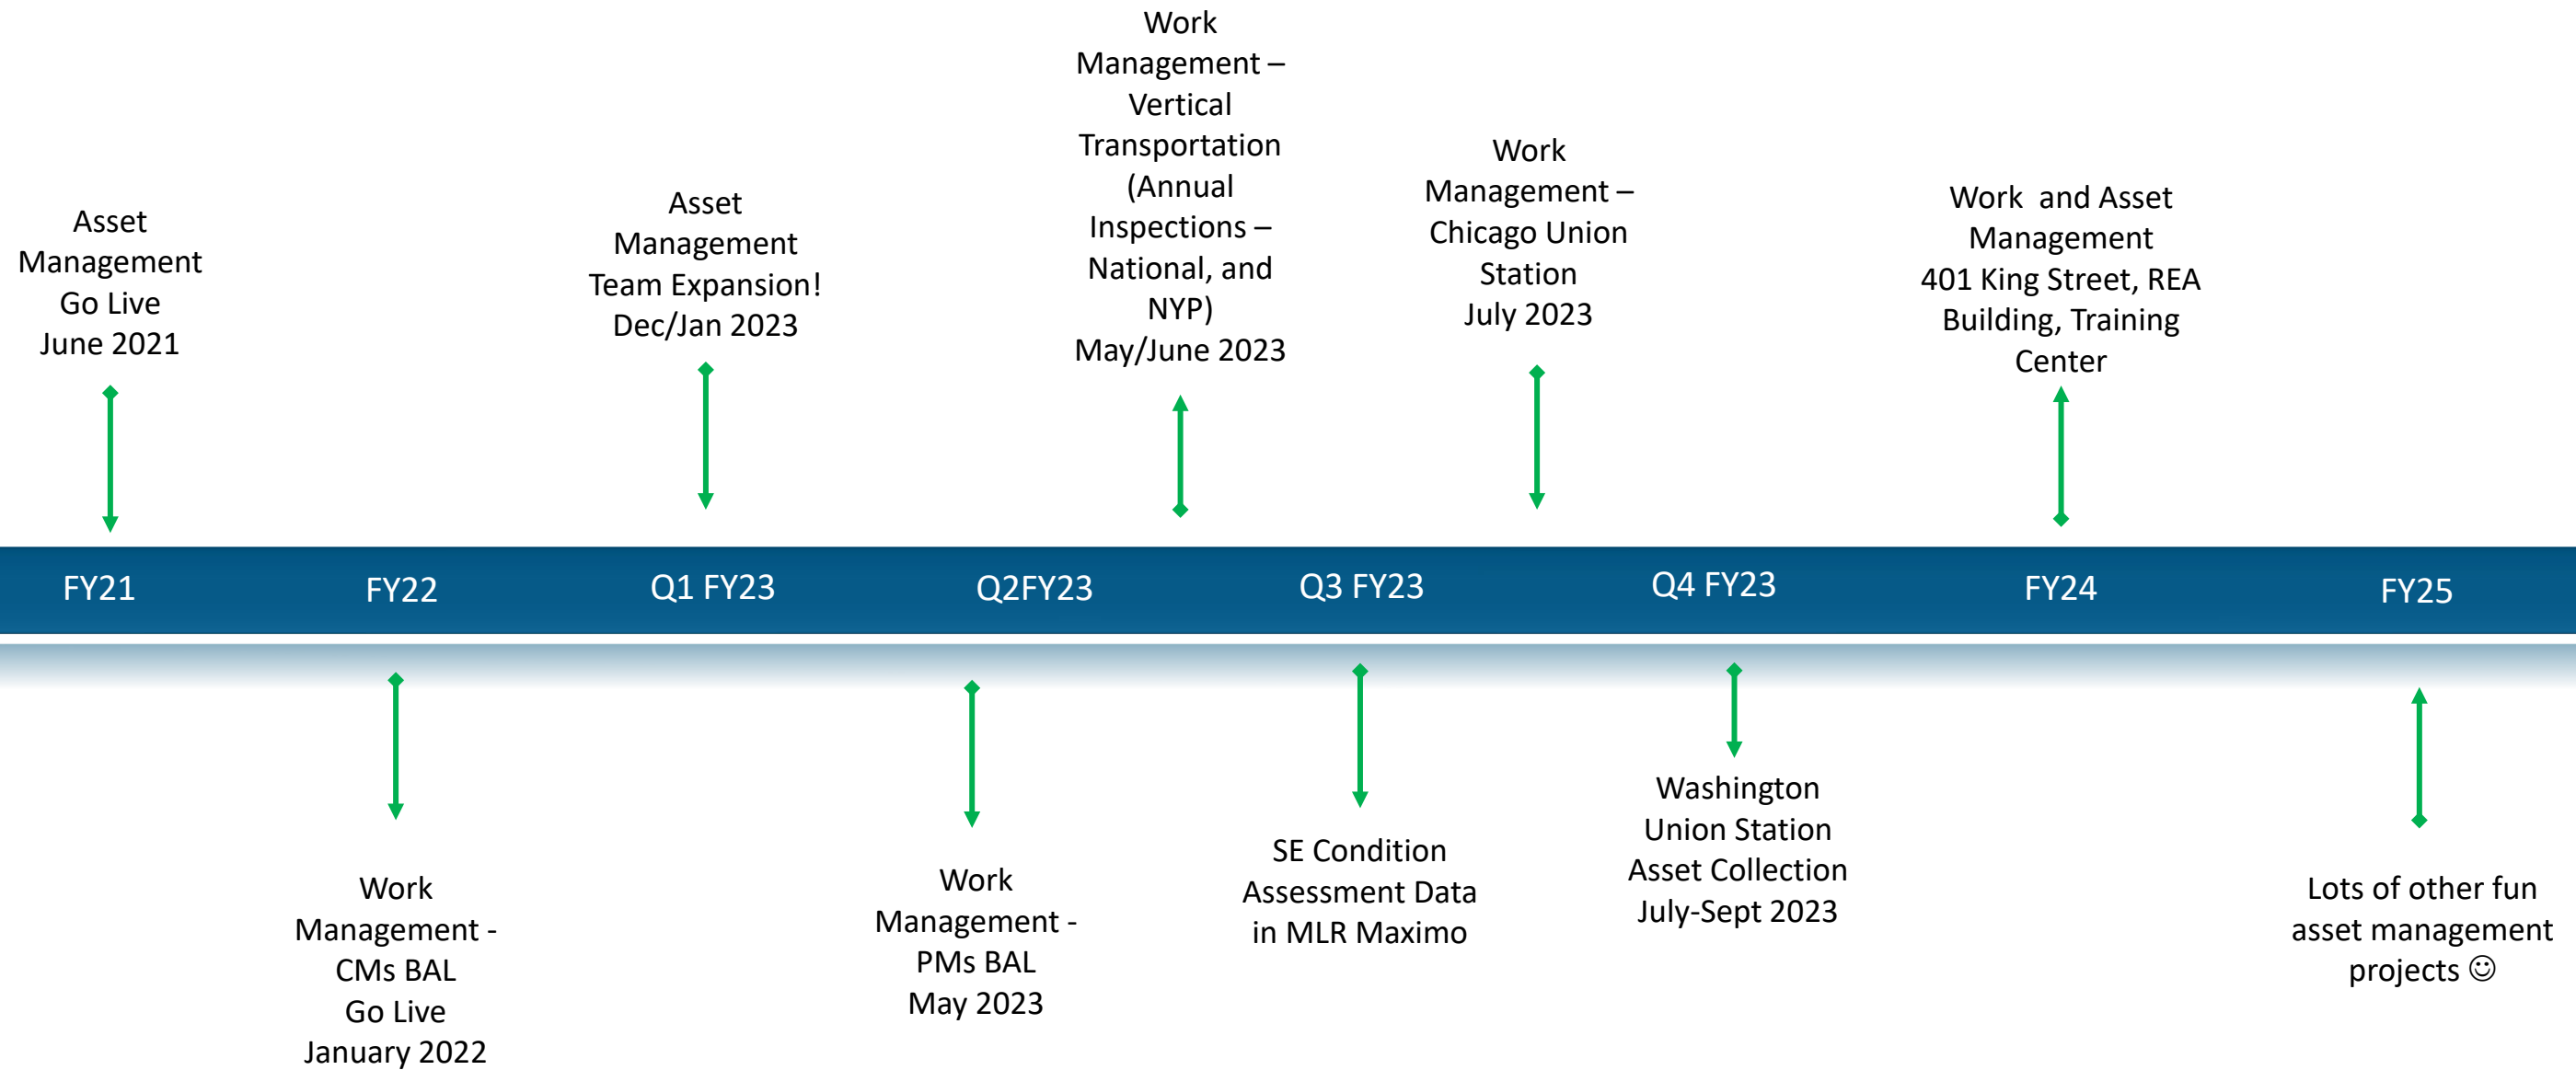 Asset
Management
Go Live
June 2021
Asset
Management
Team Expansion!
Dec/Jan 2023
Work
Management –
Vertical
Transportation
(Annual
Inspections –
National, and
NYP)
May/June 2023
Work
Management –
Chicago Union
Station
July 2023
Work  and Asset
Management
401 King Street, REA
Building, Training
Center
FY21
FY22
Q1 FY23
Q2FY23
Q3 FY23
Q4 FY23
FY24
FY25
Work
Management -
CMs BAL
Go Live
January 2022
Work
Management -
PMs BAL
May 2023
SE Condition
Assessment Data
in MLR Maximo
Washington
Union Station
Asset Collection
July-Sept 2023
Lots of other fun
asset management
projects ☺